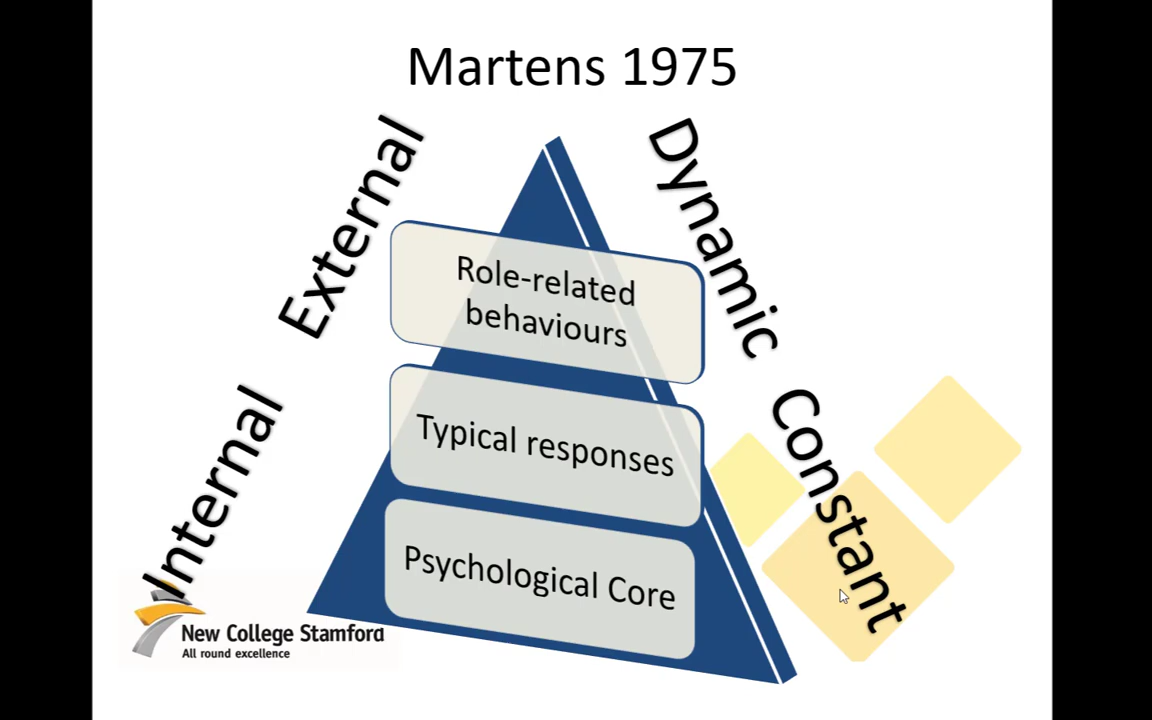 Martens 1975
External
Dynamic
Role-related
behaviours
Internal
Typical responses
Constant
Psychological Core
New College Stamford
All round excellence